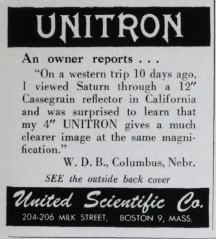 UNITRON
An owner reports . . .
"On a western trip 10 days ago,
I viewed Saturn through a 12"
Cassegrain reflector in California
and was surprised to learn that
my 4" UNITRON gives a much
clearer image at the same magni-
fication."
W. D. B., Columbus, Nebr.
SEE the outside back cover
United Scientific Co.
204-206 MILK STREET, BOSTON 9, MASS.